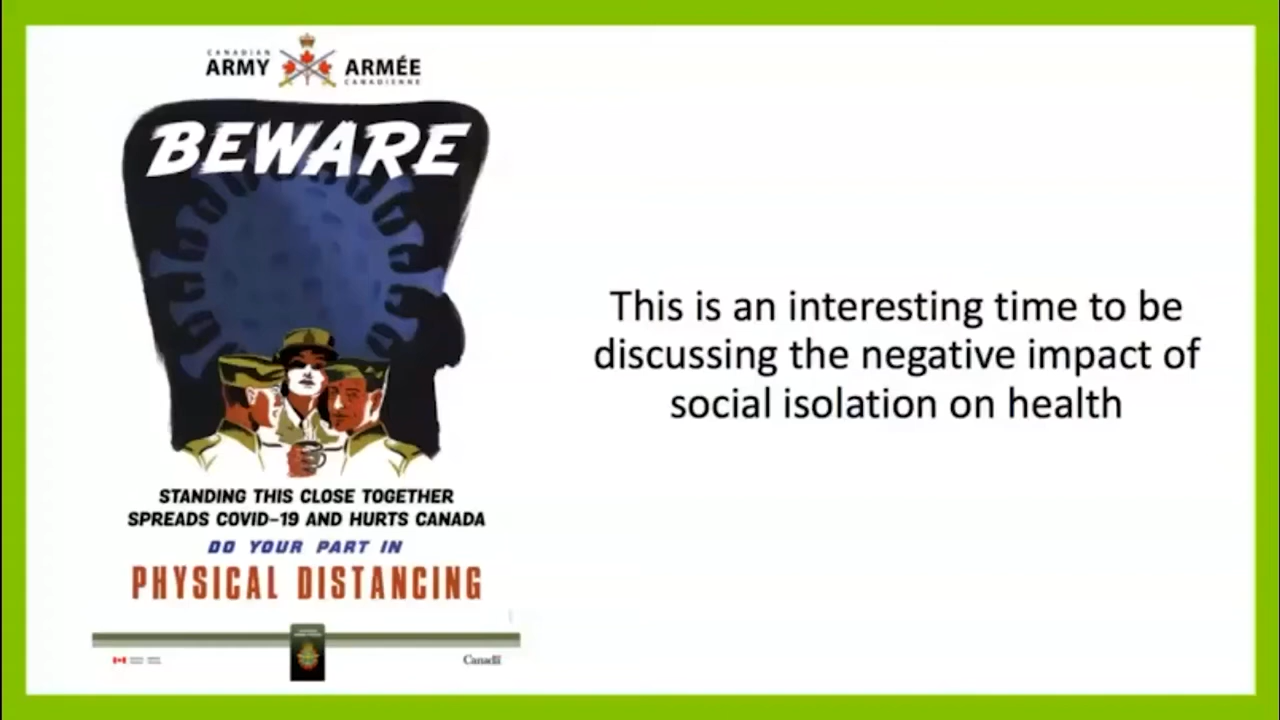 CANADIAN ARMY ARMÉE CANADIENNE
BEWARE
STANDING THIS CLOSE TOGETHER
SPREADS COVID-19 AND HURTS CANADA
DO YOUR PART IN
PHYSICAL DISTANCING
Canada
This is an interesting time to be
discussing the negative impact of
social isolation on health